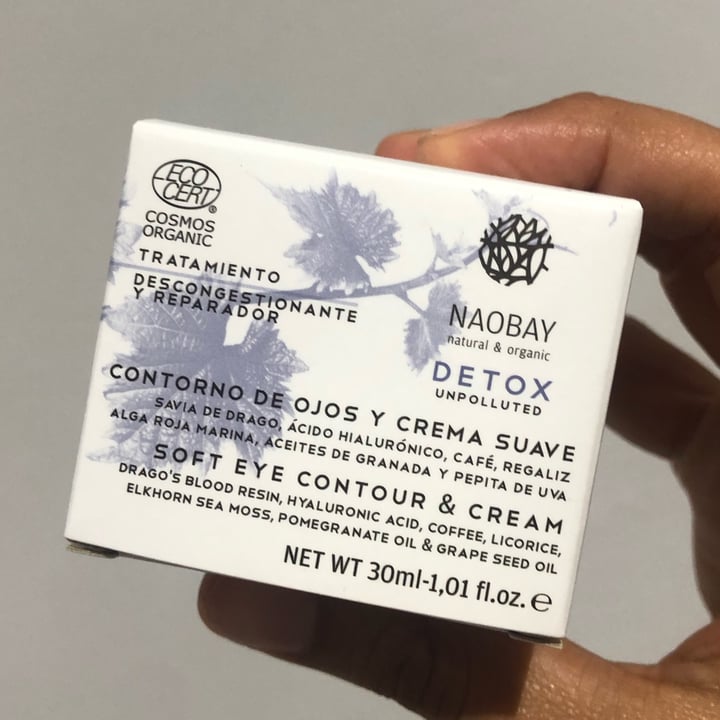 ECO
CERT®
COSMOS
ORGANIC
TRATAMIENTO
DESCONGESTIONANTE
Y REPARADOR
NAOBAY
natural & organic
DETOX
UNPOLLUTED
CONTORNO DE OJOS Y CREMA SUAVE
SAVIA DE DRAGO, ÁCIDO HIALURÓNICO, CAFÉ, REGALIZ
ALGA ROJA MARINA, ACEITES DE GRANADA Y PEPITA DE UVA
SOFT EYE CONTOUR & CREAM
DRAGO'S BLOOD RESIN, HYALURONIC ACID, COFFEE, LICORICE,
ELKHORN SEA MOSS, POMEGRANATE OIL & GRAPE SEED OIL
NET WT 30ml-1,01 fl.oz. ℮